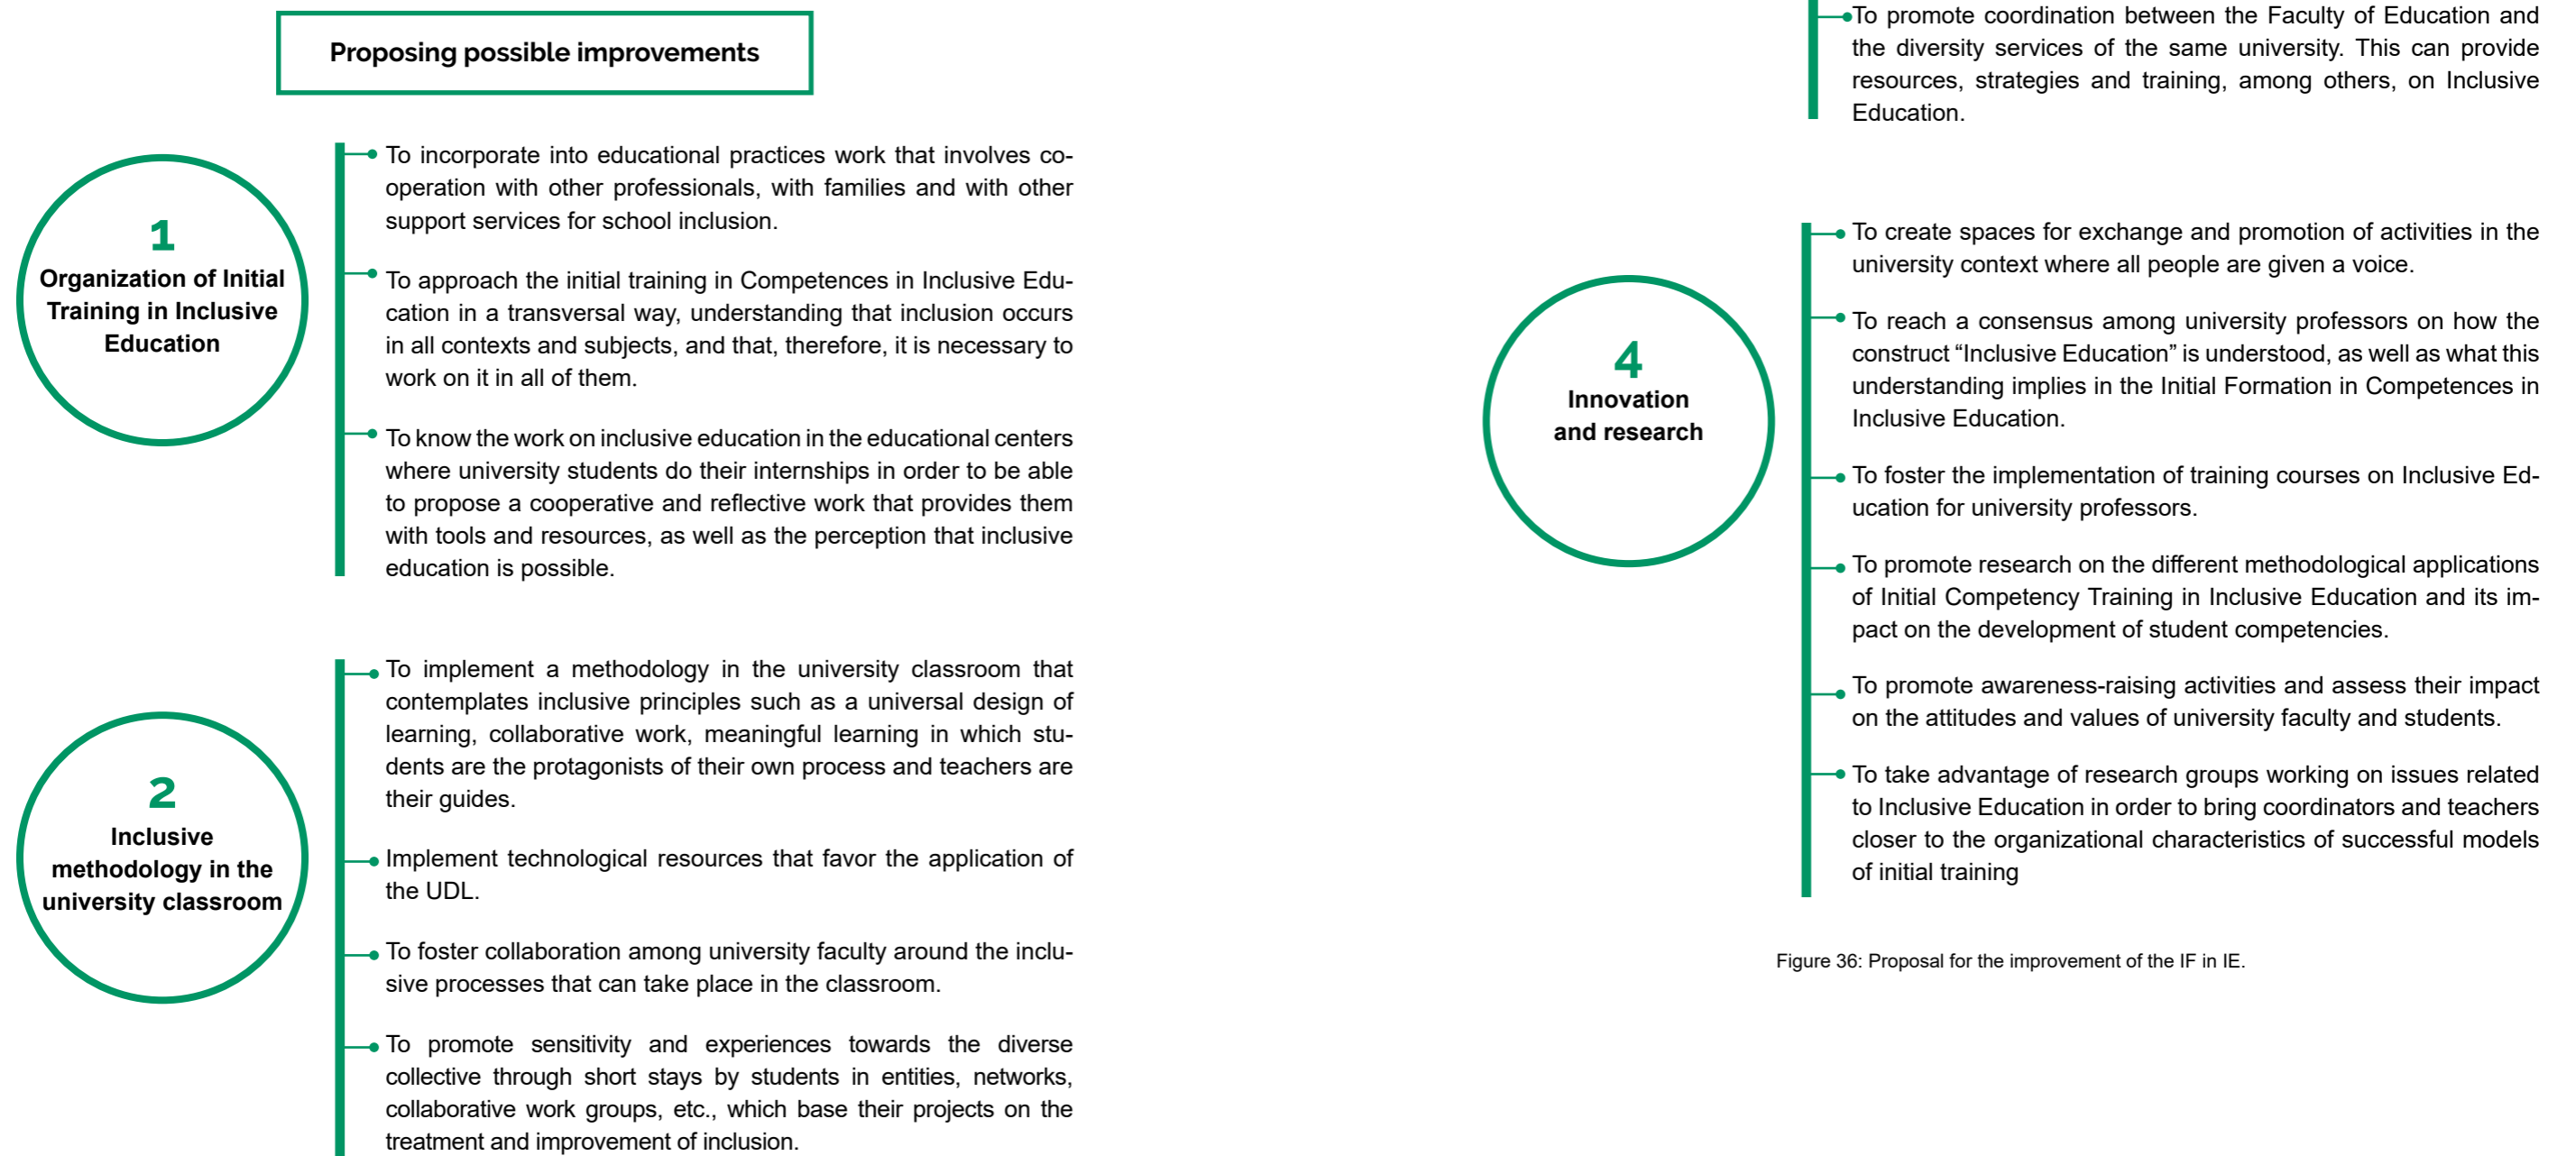 Proposing possible improvements
1
Organization of Initial
Training in Inclusive
Education
To incorporate into educational practices work that involves co-
operation with other professionals, with families and with other
support services for school inclusion.
To approach the initial training in Competences in Inclusive Edu-
cation in a transversal way, understanding that inclusion occurs
in all contexts and subjects, and that, therefore, it is necessary to
work on it in all of them.
To know the work on inclusive education in the educational centers
where university students do their internships in order to be able
to propose a cooperative and reflective work that provides them
with tools and resources, as well as the perception that inclusive
education is possible.
2
Inclusive
methodology in the
university classroom
To implement a methodology in the university classroom that
contemplates inclusive principles such as a universal design of
learning, collaborative work, meaningful learning in which stu-
dents are the protagonists of their own process and teachers are
their guides.
Implement technological resources that favor the application of
the UDL.
To foster collaboration among university faculty around the inclu-
sive processes that can take place in the classroom.
To promote sensitivity and experiences towards the diverse
collective through short stays by students in entities, networks,
collaborative work groups, etc., which base their projects on the
treatment and improvement of inclusion.
To promote coordination between the Faculty of Education and
the diversity services of the same university. This can provide
resources, strategies and training, among others, on Inclusive
Education.
4
Innovation
and research
To create spaces for exchange and promotion of activities in the
university context where all people are given a voice.
To reach a consensus among university professors on how the
construct “Inclusive Education” is understood, as well as what this
understanding implies in the Initial Formation in Competences in
Inclusive Education.
To foster the implementation of training courses on Inclusive Ed-
ucation for university professors.
To promote research on the different methodological applications
of Initial Competency Training in Inclusive Education and its im-
pact on the development of student competencies.
To promote awareness-raising activities and assess their impact
on the attitudes and values of university faculty and students.
To take advantage of research groups working on issues related
to Inclusive Education in order to bring coordinators and teachers
closer to the organizational characteristics of successful models
of initial training
Figure 36: Proposal for the improvement of the IF in IE.